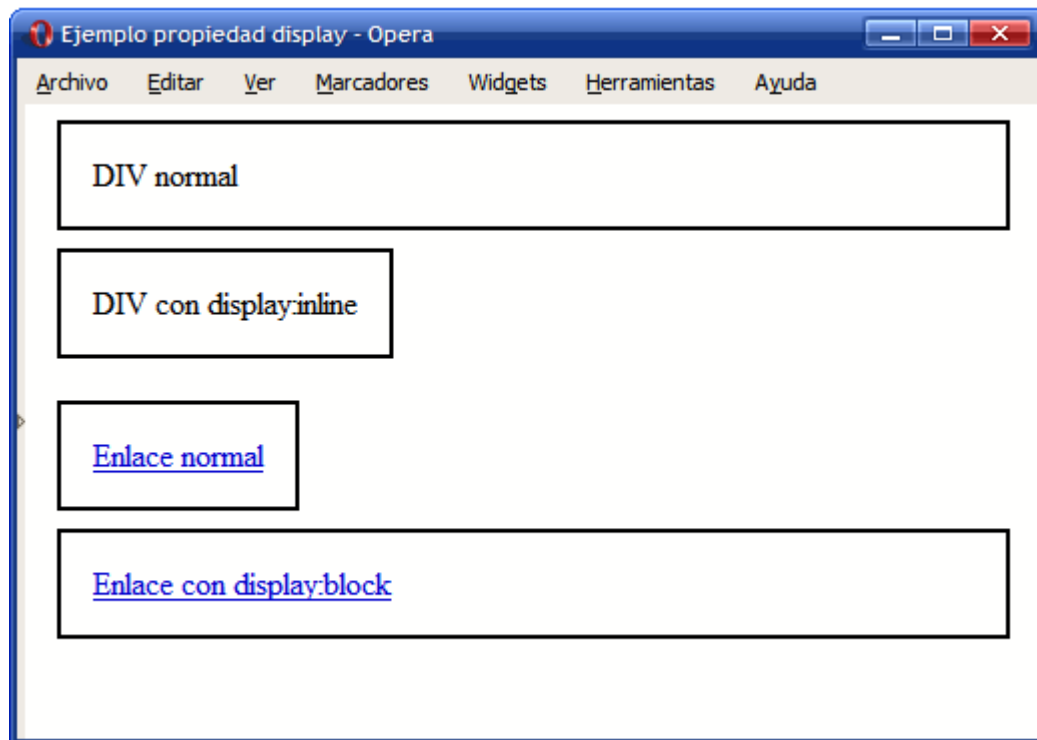 Ejemplo propiedad display - Opera
Archivo Editar Ver Marcadores Widgets Herramientas Ayuda
DIV normal
DIV con display:inline
Enlace normal
Enlace con display:block